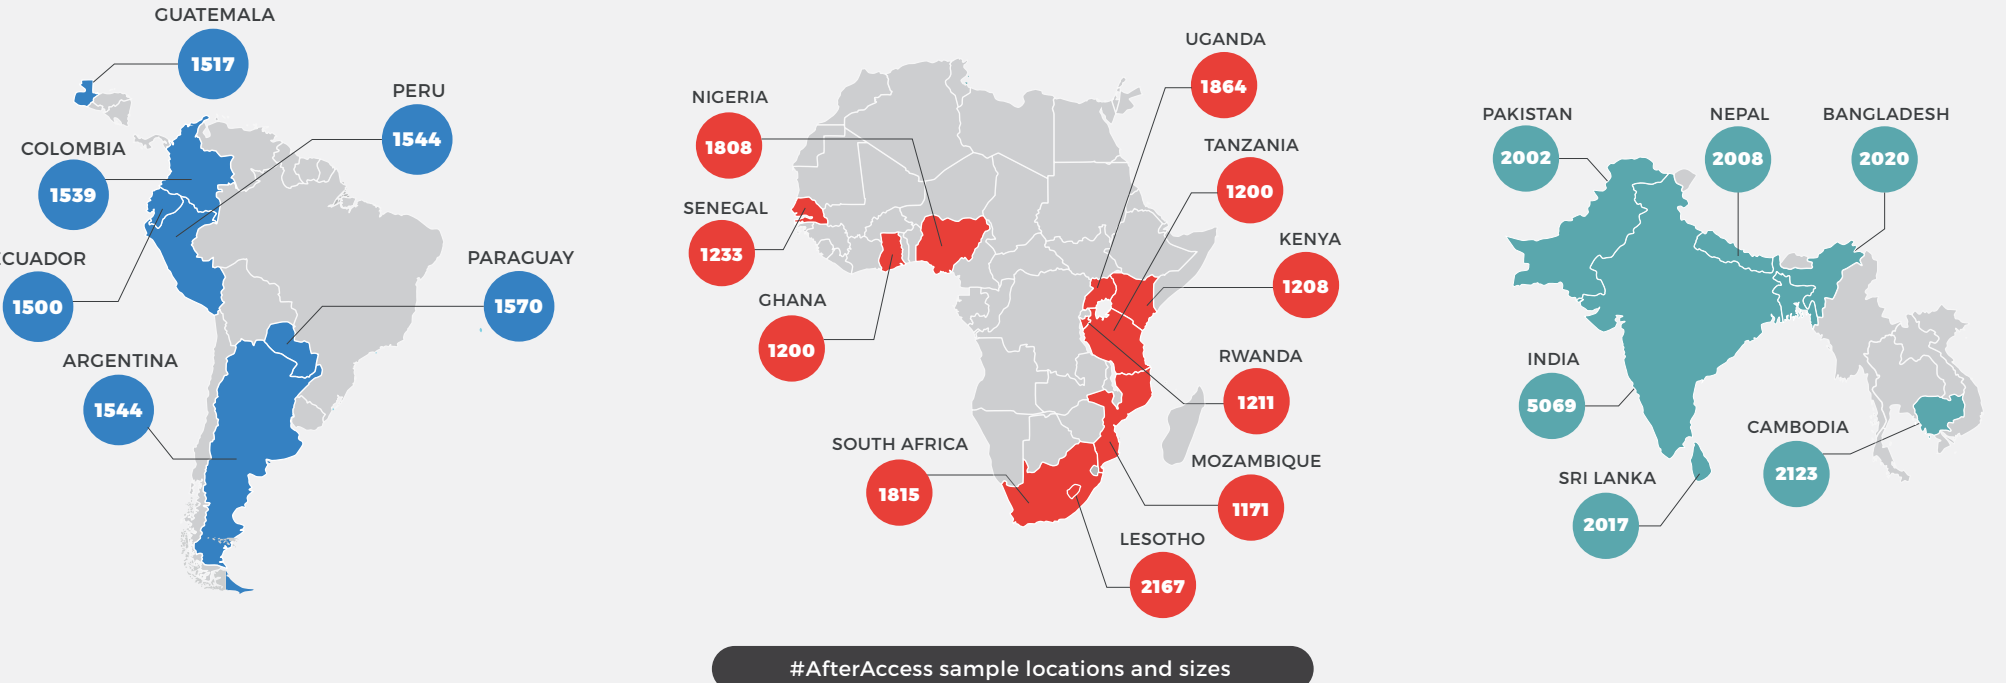 GUATEMALA
1517
PERU
1544
COLOMBIA
1539
CUADOR
1500
PARAGUAY
1570
ARGENTINA
1544
UGANDA
1864
NIGERIA
1808
TANZANIA
1200
SENEGAL
1233
KENYA
1208
GHANA
1200
RWANDA
1211
SOUTH AFRICA
1815
MOZAMBIQUE
1171
LESOTHO
2167
PAKISTAN
2002
NEPAL
2008
BANGLADESH
2020
INDIA
5069
CAMBODIA
2123
SRI LANKA
2017
#AfterAccess sample locations and sizes